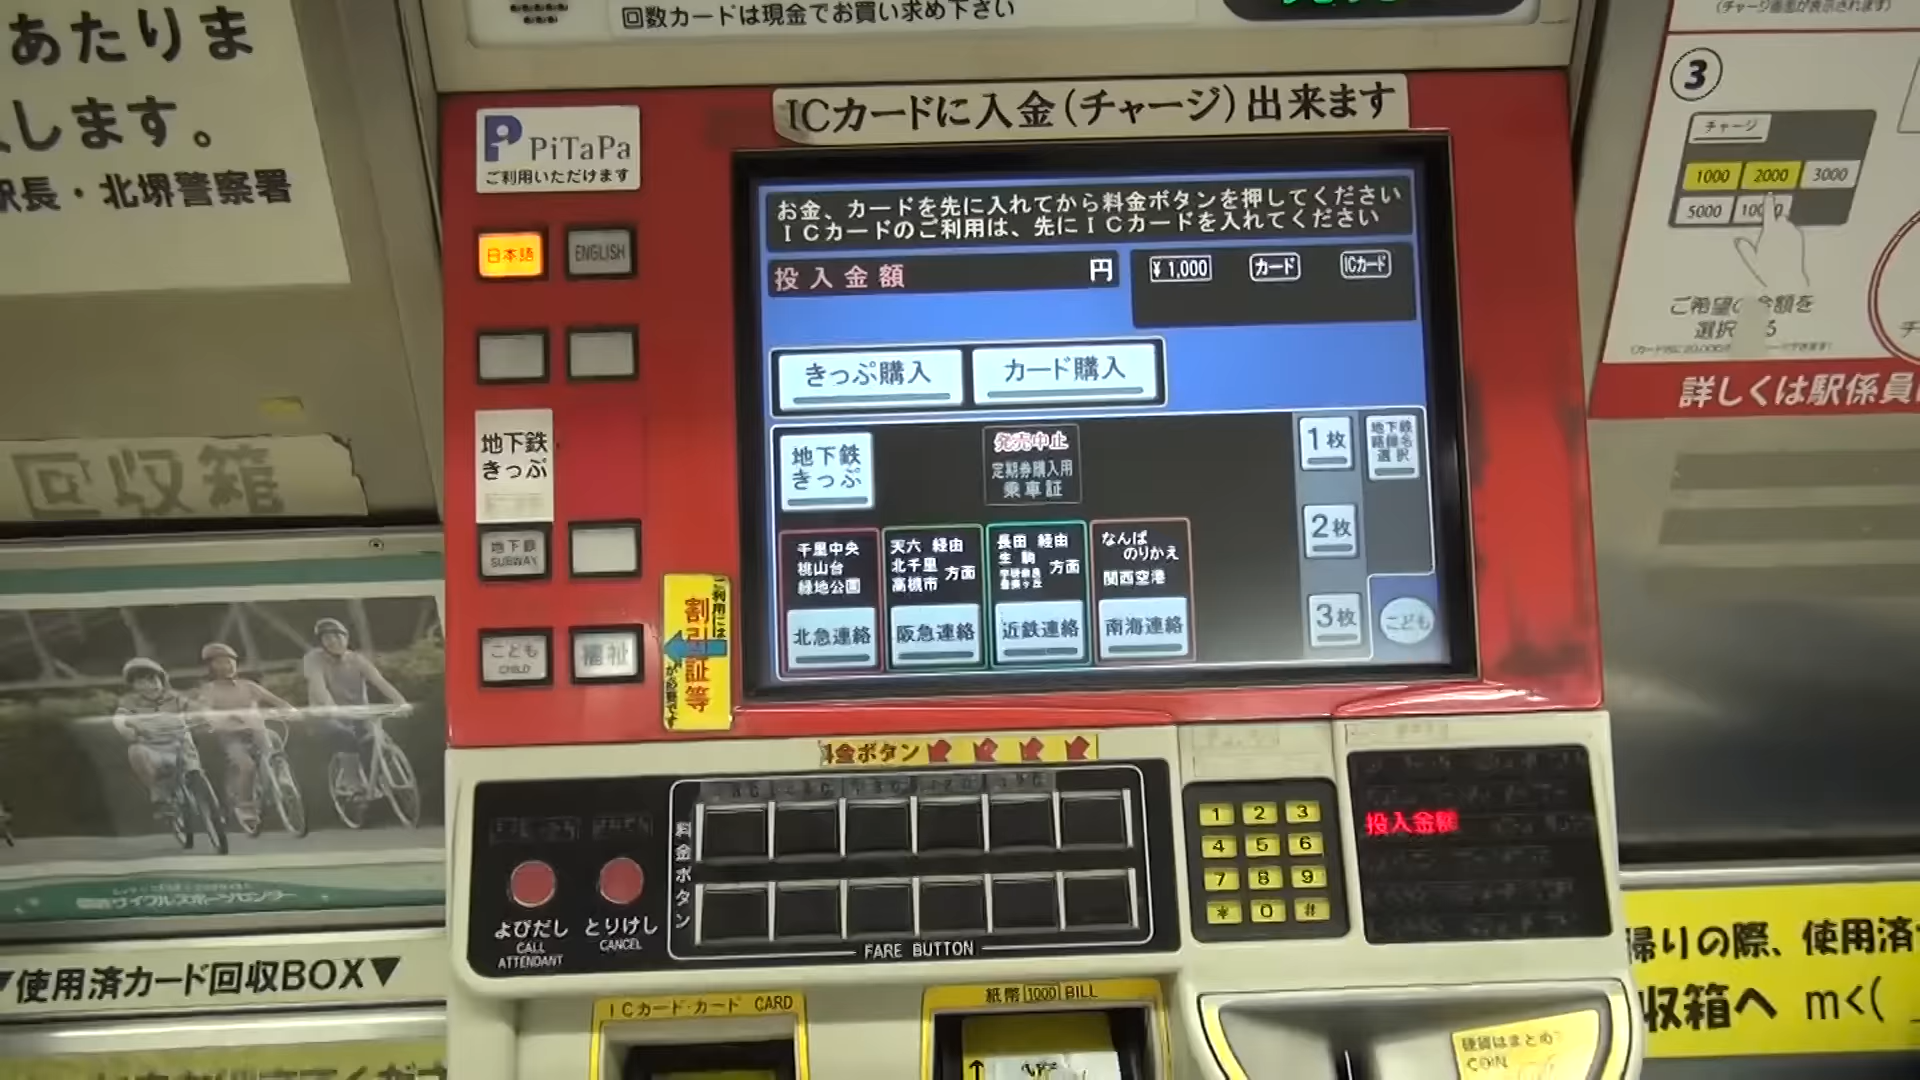 回数カードは現金でお買い求め下さい
あたりま
します。
駅長・北堺警察署
回収箱
PiTaPa
ご利用いただけます
ICカードに入金(チャージ)出来ます
日本語
ENGLISH
地下鉄
きっぷ
地下鉄
SUBWAY
こども
CHILD
福祉
割引証等
お金、カードを先に入れてから料金ボタンを押してください
ICカードのご利用は、先にICカードを入れてください
投入金額 円
¥1,000
カード
ICカード
きっぷ購入
カード購入
地下鉄
きっぷ
発売中止
定期券購入用
乗車証
1枚
2枚
3枚
こども
地下鉄
路線名
選択
千里中央
桃山台
緑地公園
北急連絡
天六 経由
北千里
高槻市 方面
阪急連絡
長田 経由
生駒
方面
近鉄連絡
なんば
のりかえ
関西空港
南海連絡
料金ボタン
料金ボタン
よびだし
CALL
ATTENDANT
とりけし
CANCEL
FARE BUTTON
1 2 3
4 5 6
7 8 9
* 0 #
投入金額
ICカード・カード CARD
紙幣 1000 BILL
硬貨はまとめて
COIN
▼使用済カード回収BOX▼
③
チャージ
1000 2000 3000
5000
選択
詳しくは駅係員
帰りの際、使用済
収箱へ m<(